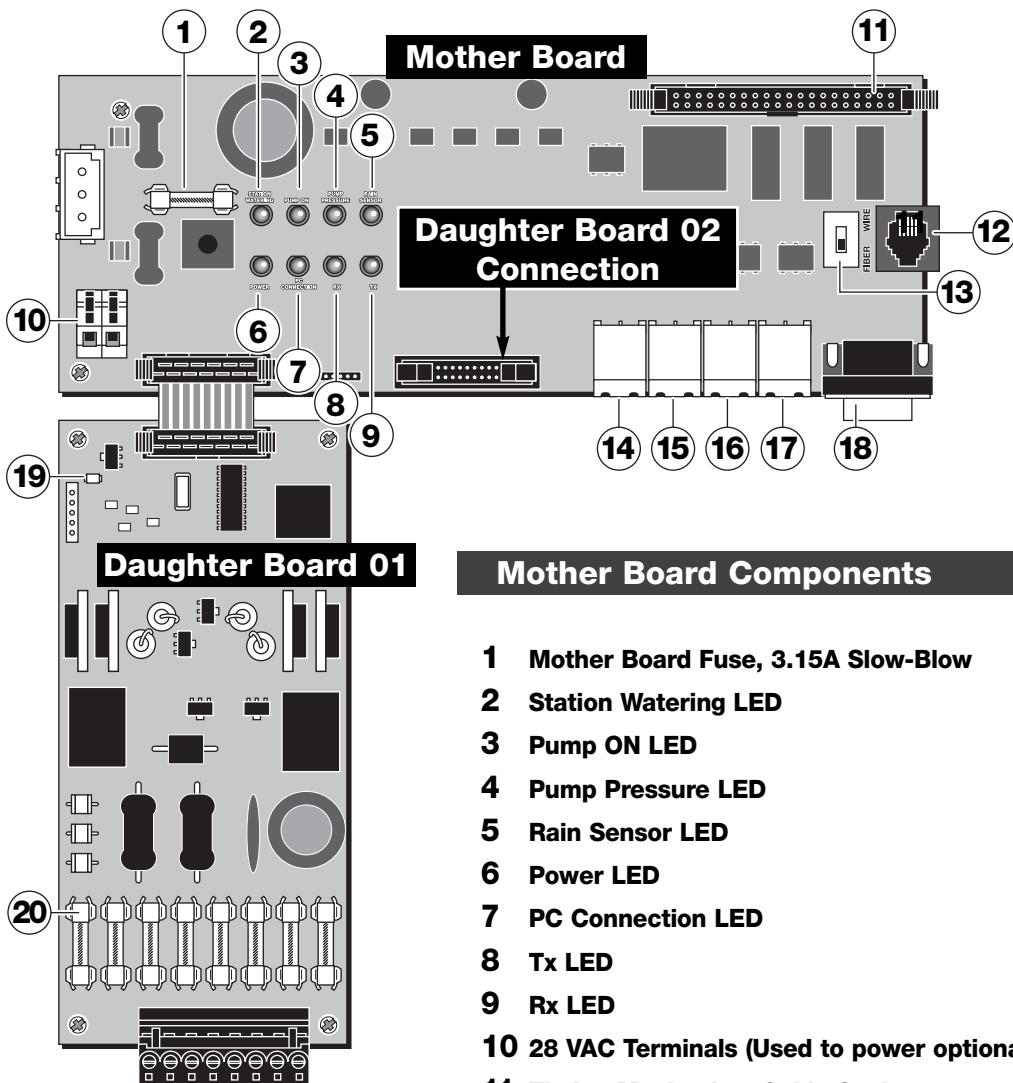 1
2
3
4
5
11
Mother Board
STATION WATERING
PUMP ON
PUMP PRESSURE
RAIN SENSOR
Daughter Board 02
Connection
WIRE
FIBER
12
13
10
POWER
PC CONNECTION
RX
TX
6
7
8
9
14
15
16
17
18
19
Daughter Board 01
20
Mother Board Components
1 Mother Board Fuse, 3.15A Slow-Blow
2 Station Watering LED
3 Pump ON LED
4 Pump Pressure LED
5 Rain Sensor LED
6 Power LED
7 PC Connection LED
8 Tx LED
9 Rx LED
10 28 VAC Terminals (Used to power optiona